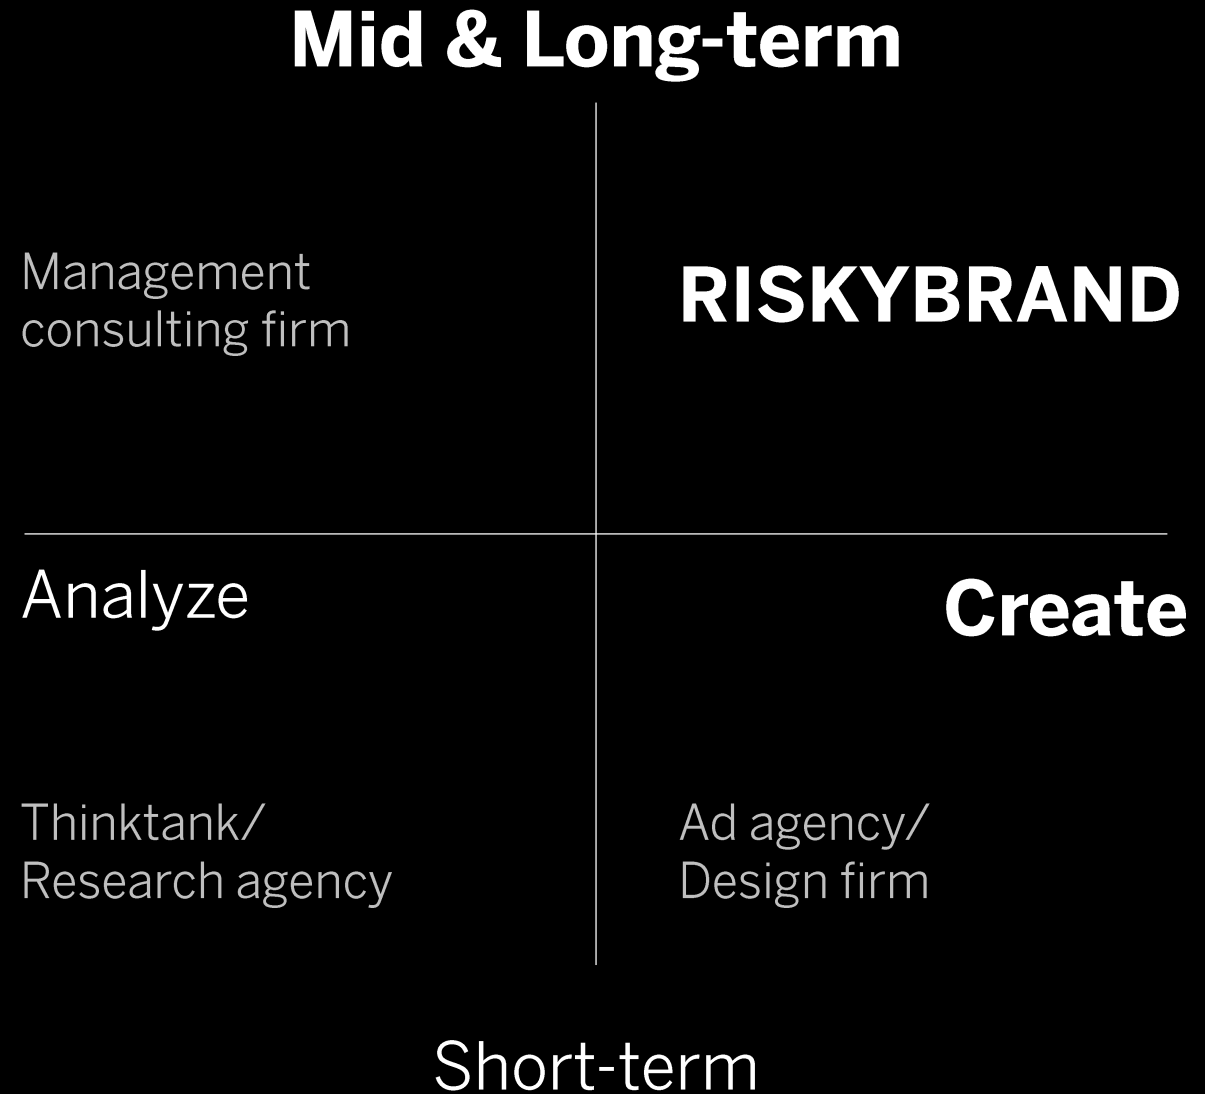 Mid & Long-term
Management
consulting firm
RISKYBRAND
Analyze
Create
Thinktank/
Research agency
Ad agency/
Design firm
Short-term